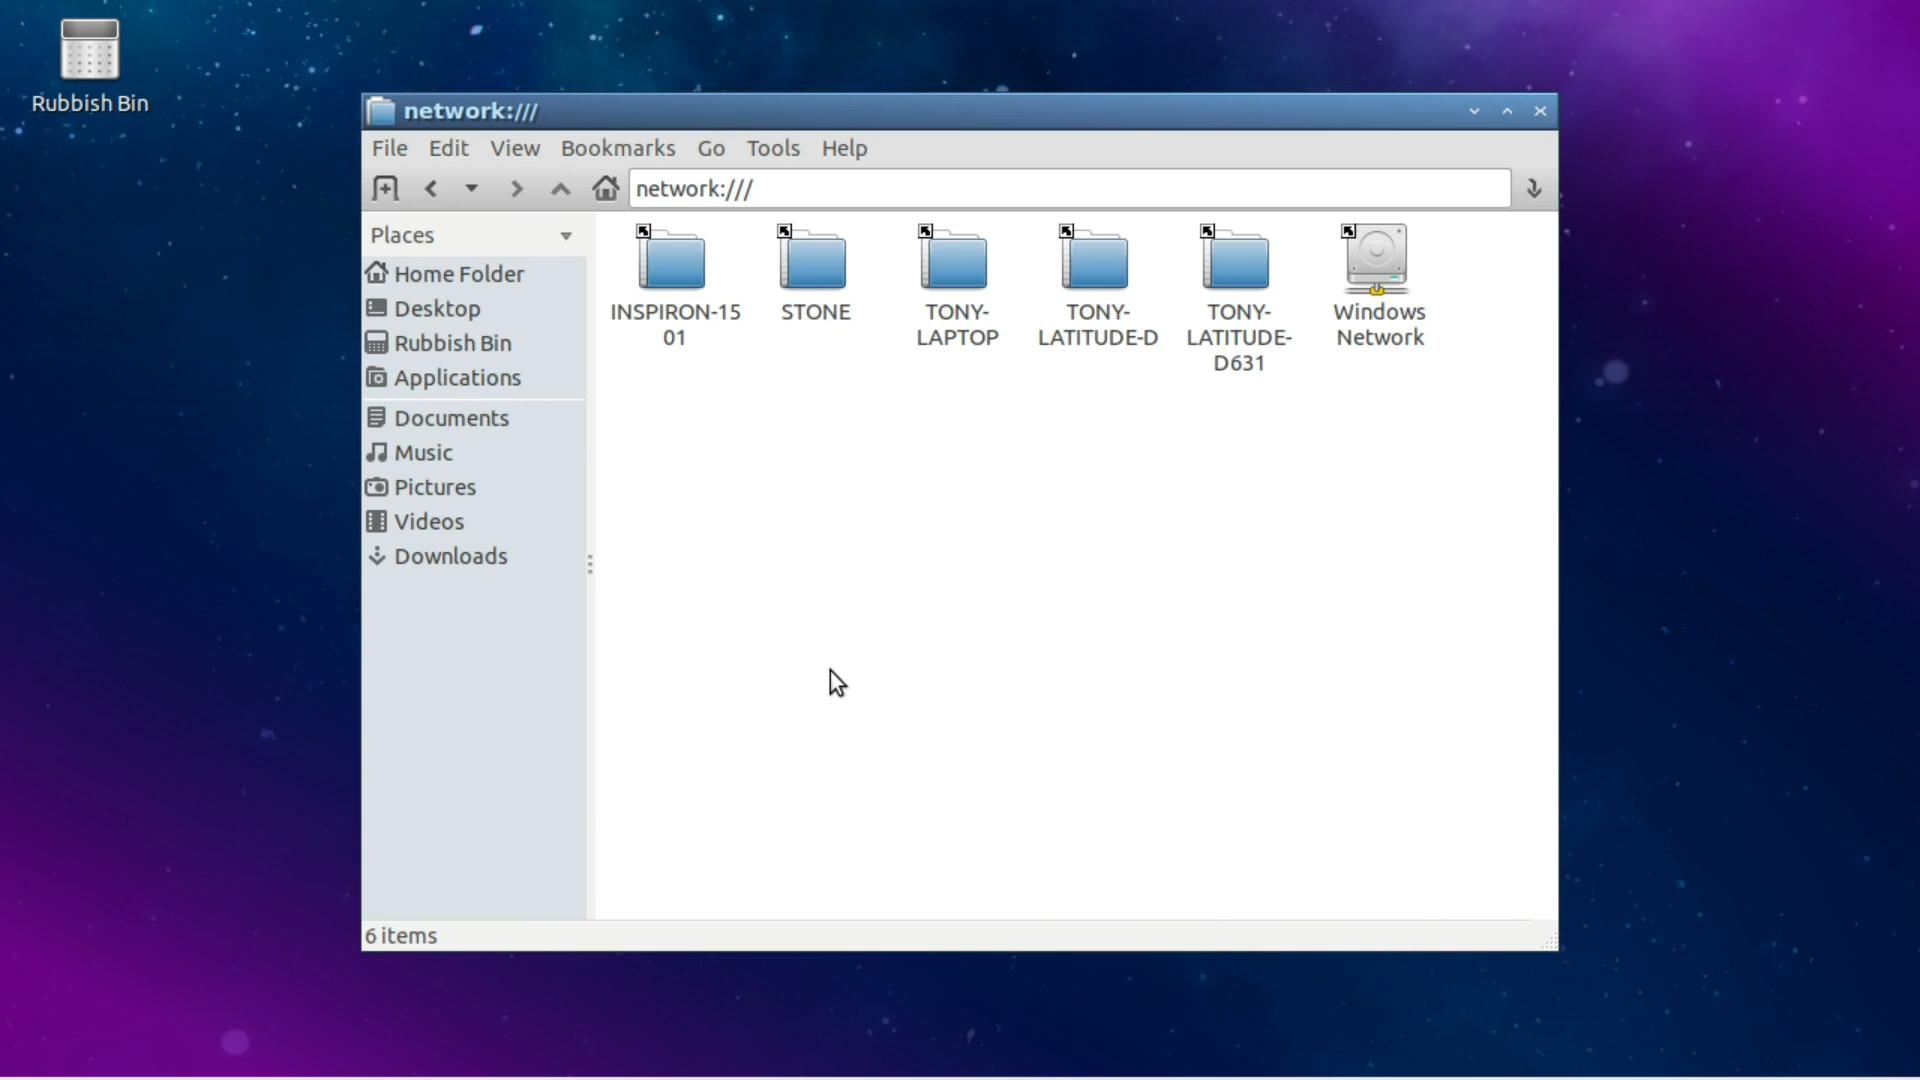 Rubbish Bin
network:///
File Edit View Bookmarks Go Tools Help
network:///
Places
Home Folder
Desktop
Rubbish Bin
Applications
Documents
Music
Pictures
Videos
Downloads
INSPIRON-15
01
STONE
TONY-
LAPTOP
TONY-
LATITUDE-D
TONY-
LATITUDE-
D631
Windows
Network
6 items